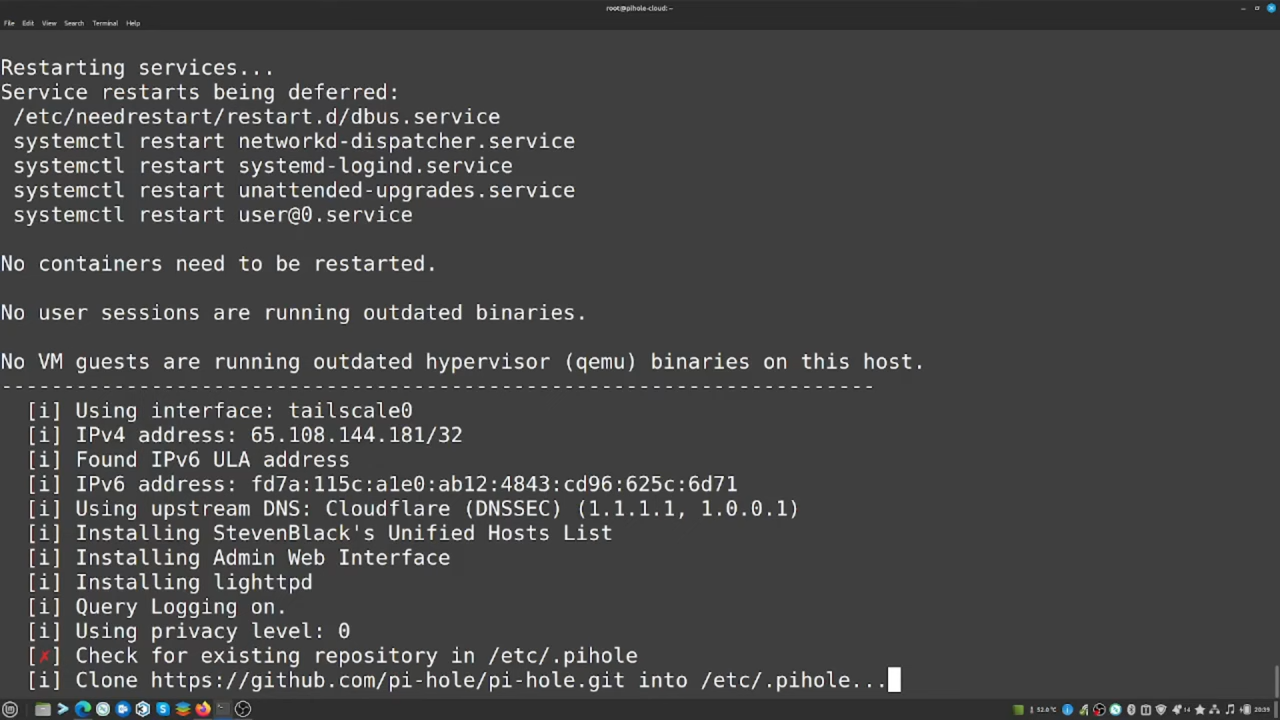 root@pihole-cloud:~
File Edit View Search Terminal Help
Restarting services...
Service restarts being deferred:
/etc/needrestart/restart.d/dbus.service
systemctl restart networkd-dispatcher.service
systemctl restart systemd-logind.service
systemctl restart unattended-upgrades.service
systemctl restart user@0.service
No containers need to be restarted.
No user sessions are running outdated binaries.
No VM guests are running outdated hypervisor (qemu) binaries on this host.
----------------------------------------------------------------------
[i] Using interface: tailscale0
[i] IPv4 address: 65.108.144.181/32
[i] Found IPv6 ULA address
[i] IPv6 address: fd7a:115c:a1e0:ab12:4843:cd96:625c:6d71
[i] Using upstream DNS: Cloudflare (DNSSEC) (1.1.1.1, 1.0.0.1)
[i] Installing StevenBlack's Unified Hosts List
[i] Installing Admin Web Interface
[i] Installing lighttpd
[i] Query Logging on.
[i] Using privacy level: 0
[✗] Check for existing repository in /etc/.pihole
[i] Clone https://github.com/pi-hole/pi-hole.git into /etc/.pihole...
52.0°C 14 20:39